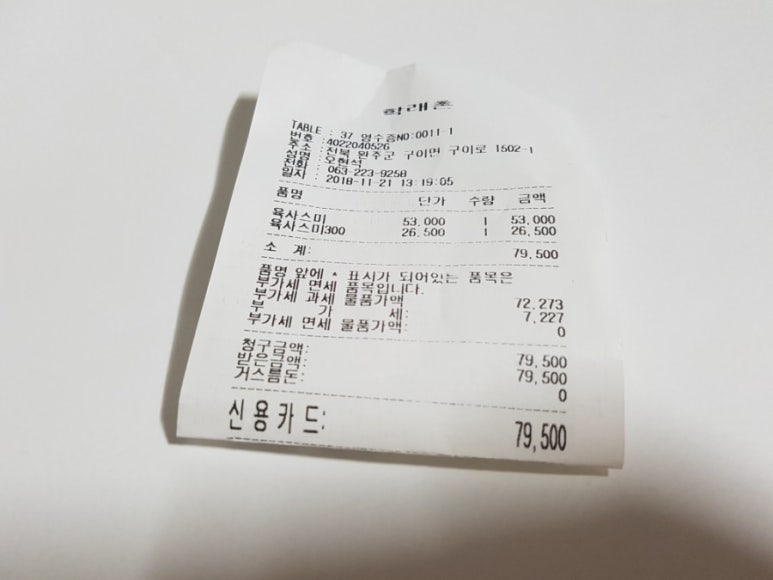 학래촌
TABLE : 37 영수증NO:0011-1
번호 :4022040526
주소 :전북 완주군 구이면 구이로 1502-1
성명 :오현석
전화 : 063-223-9258
일자 : 2018-11-21 13:19:05
품명 단가 수량 금액
육사스미 53,000 1 53,000
육사스미300 26,500 1 26,500
소 계: 79,500
품명 앞에 * 표시가 되어있는 품목은
부가세 면세 품목입니다.
부가세 과세 물품가액 72,273
부 가 세: 7,227
부가세 면세 물품가액: 0
청구금액: 79,500
받은금액: 79,500
거스름돈: 0
신용카드: 79,500